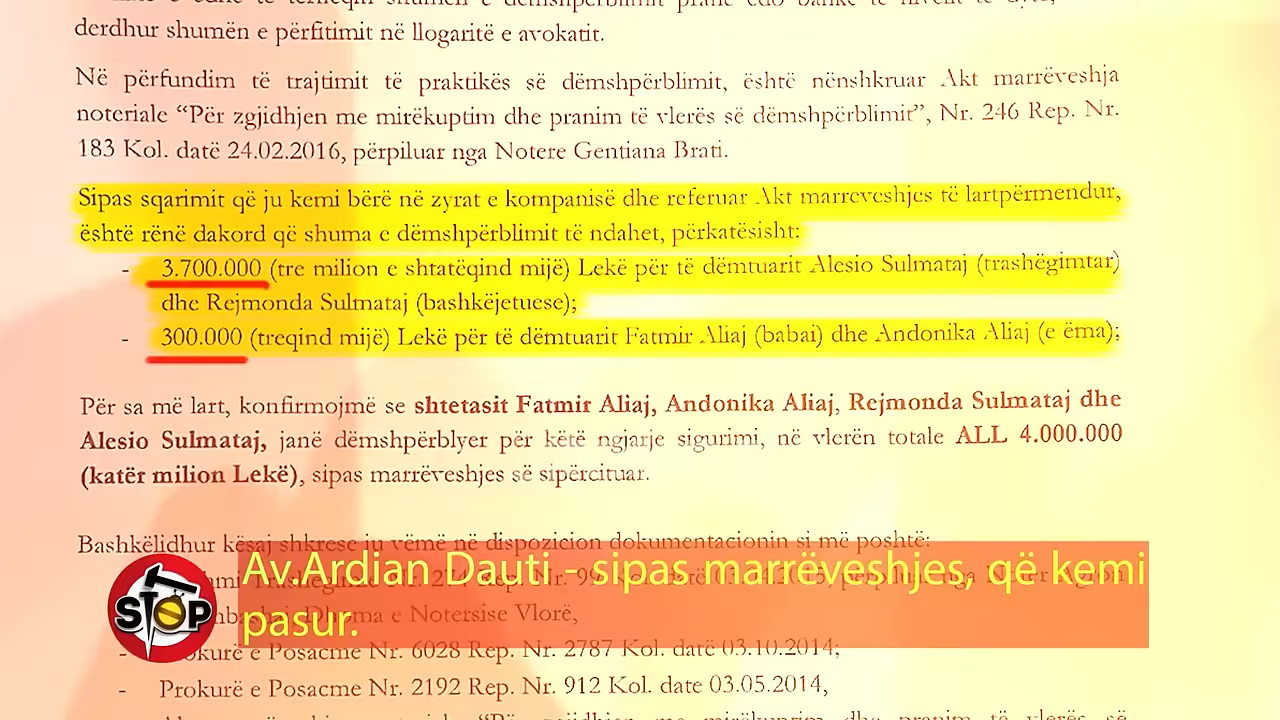 derdhur shumën e përfitimit në llogaritë e avokatit.
Në përfundim të trajtimit të praktikës së dëmshpërblimit, është nënshkruar Akt marrëveshja
noteriale “Për zgjidhjen me mirëkuptim dhe pranim të vlerës së dëmshpërblimit”, Nr. 246 Rep. Nr.
183 Kol. datë 24.02.2016, përpiluar nga Notere Gentiana Brati.
Sipas sqarimit që ju kemi bërë në zyrat e kompanisë dhe referuar Akt marreveshjes të lartpërmendur,
është rënë dakord që shuma e dëmshpërblimit të ndahet, përkatësisht:
- 3.700.000 (tre milion e shtatëqind mijë) Lekë për të dëmtuarit Alesio Sulmataj (trashëgimtar)
dhe Rejmonda Sulmataj (bashkëjetuese);
- 300.000 (treqind mijë) Lekë për të dëmtuarit Fatmir Aliaj (babai) dhe Andonika Aliaj (e ëma);
Për sa më lart, konfirmojmë se shtetasit Fatmir Aliaj, Andonika Aliaj, Rejmonda Sulmataj dhe
Alesio Sulmataj, janë dëmshpërblyer për këtë ngjarje sigurimi, në vlerën totale ALL 4.000.000
(katër milion Lekë), sipas marrëveshjes së sipërcituar.
Bashkëlidhur kësaj shkrese ju vëmë në dispozicion dokumentacionin si më poshtë:
Av.Ardian Dauti - sipas marrëveshjes, që kemi
pasur.
STOP
e Notersise Vlorë,
- e Posacme Nr. 6028 Rep. Nr. 2787 Kol. datë 03.10.2014;
- Prokurë e Posacme Nr. 2192 Rep. Nr. 912 Kol. date 03.05.2014,